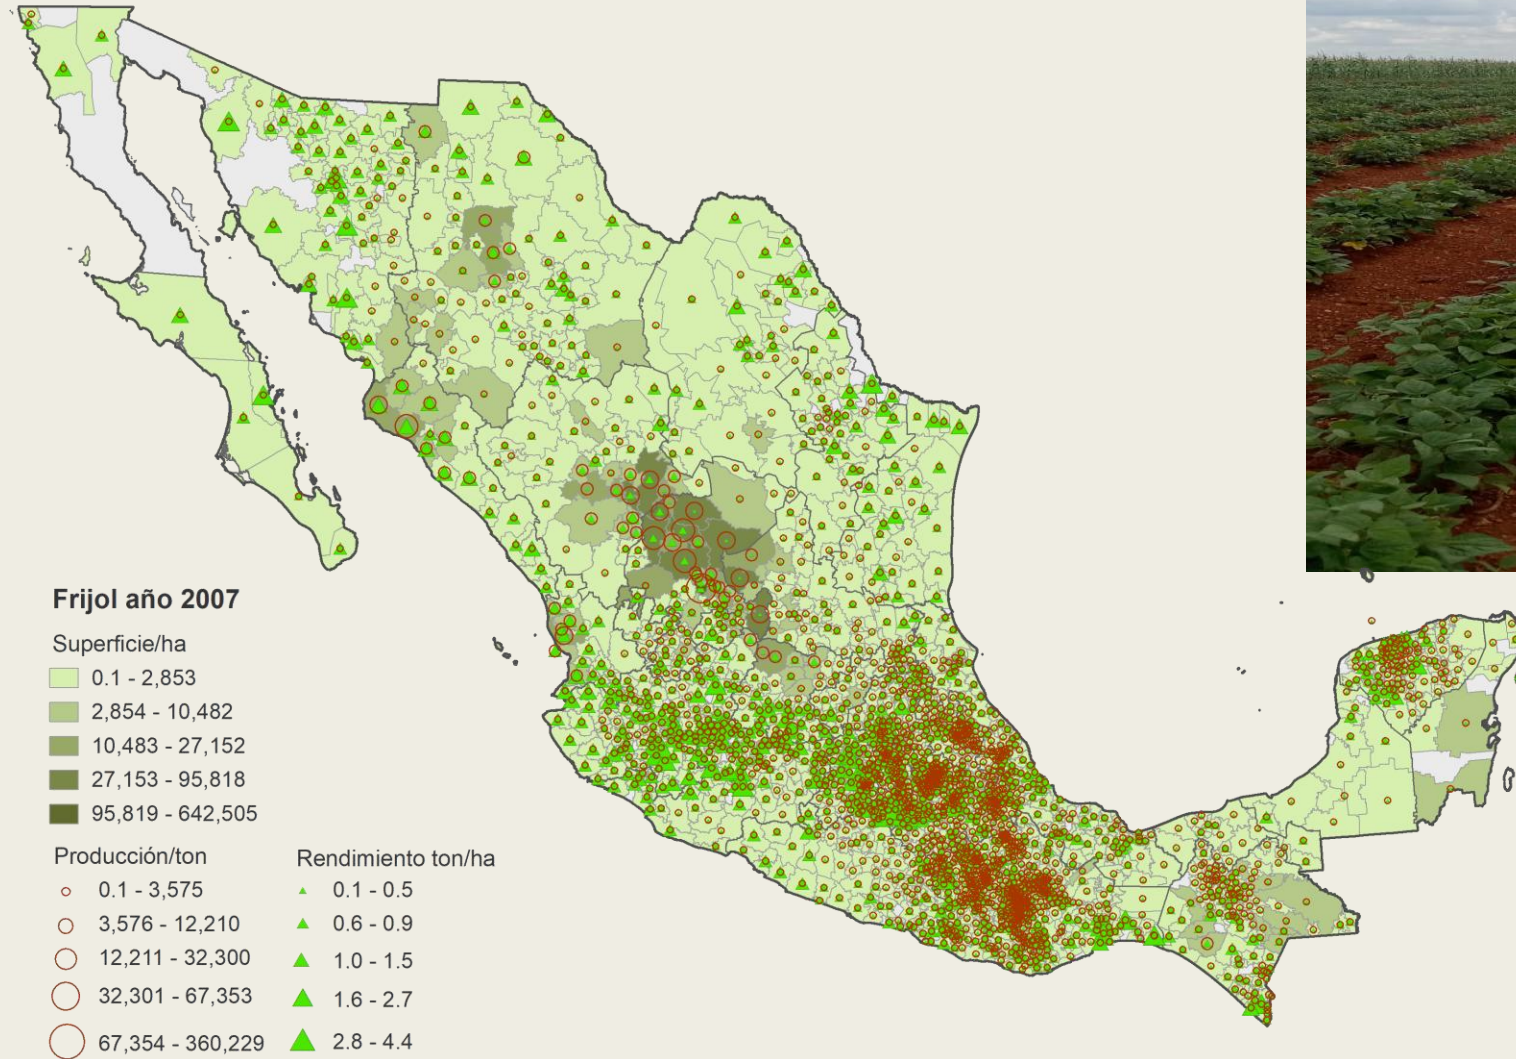 Frijol año 2007
Superficie/ha
0.1 - 2,853
2,854 - 10,482
10,483 - 27,152
27,153 - 95,818
95,819 - 642,505
Producción/ton
0.1 - 3,575
3,576 - 12,210
12,211 - 32,300
32,301 - 67,353
67,354 - 360,229
Rendimiento ton/ha
0.1 - 0.5
0.6 - 0.9
1.0 - 1.5
1.6 - 2.7
2.8 - 4.4